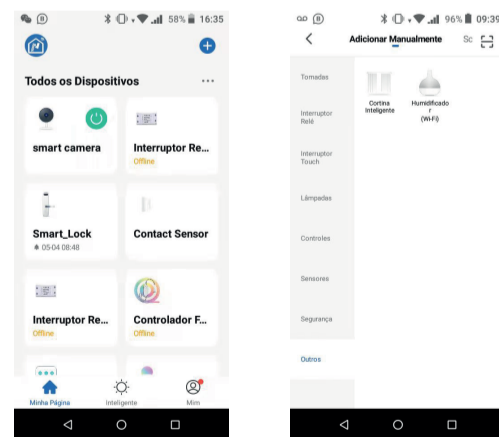 58% 16:35
Todos os Dispositivos
smart camera
Interruptor Re...
Offline
Smart_Lock
05-04 08:48
Contact Sensor
Interruptor Re...
Offline
Controlador F...
Offline
Minha Página
Inteligente
Mim
96% 09:39
Adicionar Manualmente
Sc
Tomadas
Interruptor
Relé
Interruptor
Touch
Lâmpadas
Controles
Sensores
Segurança
Outros
Cortina
Inteligente
Humidificado
r
(Wi-Fi)